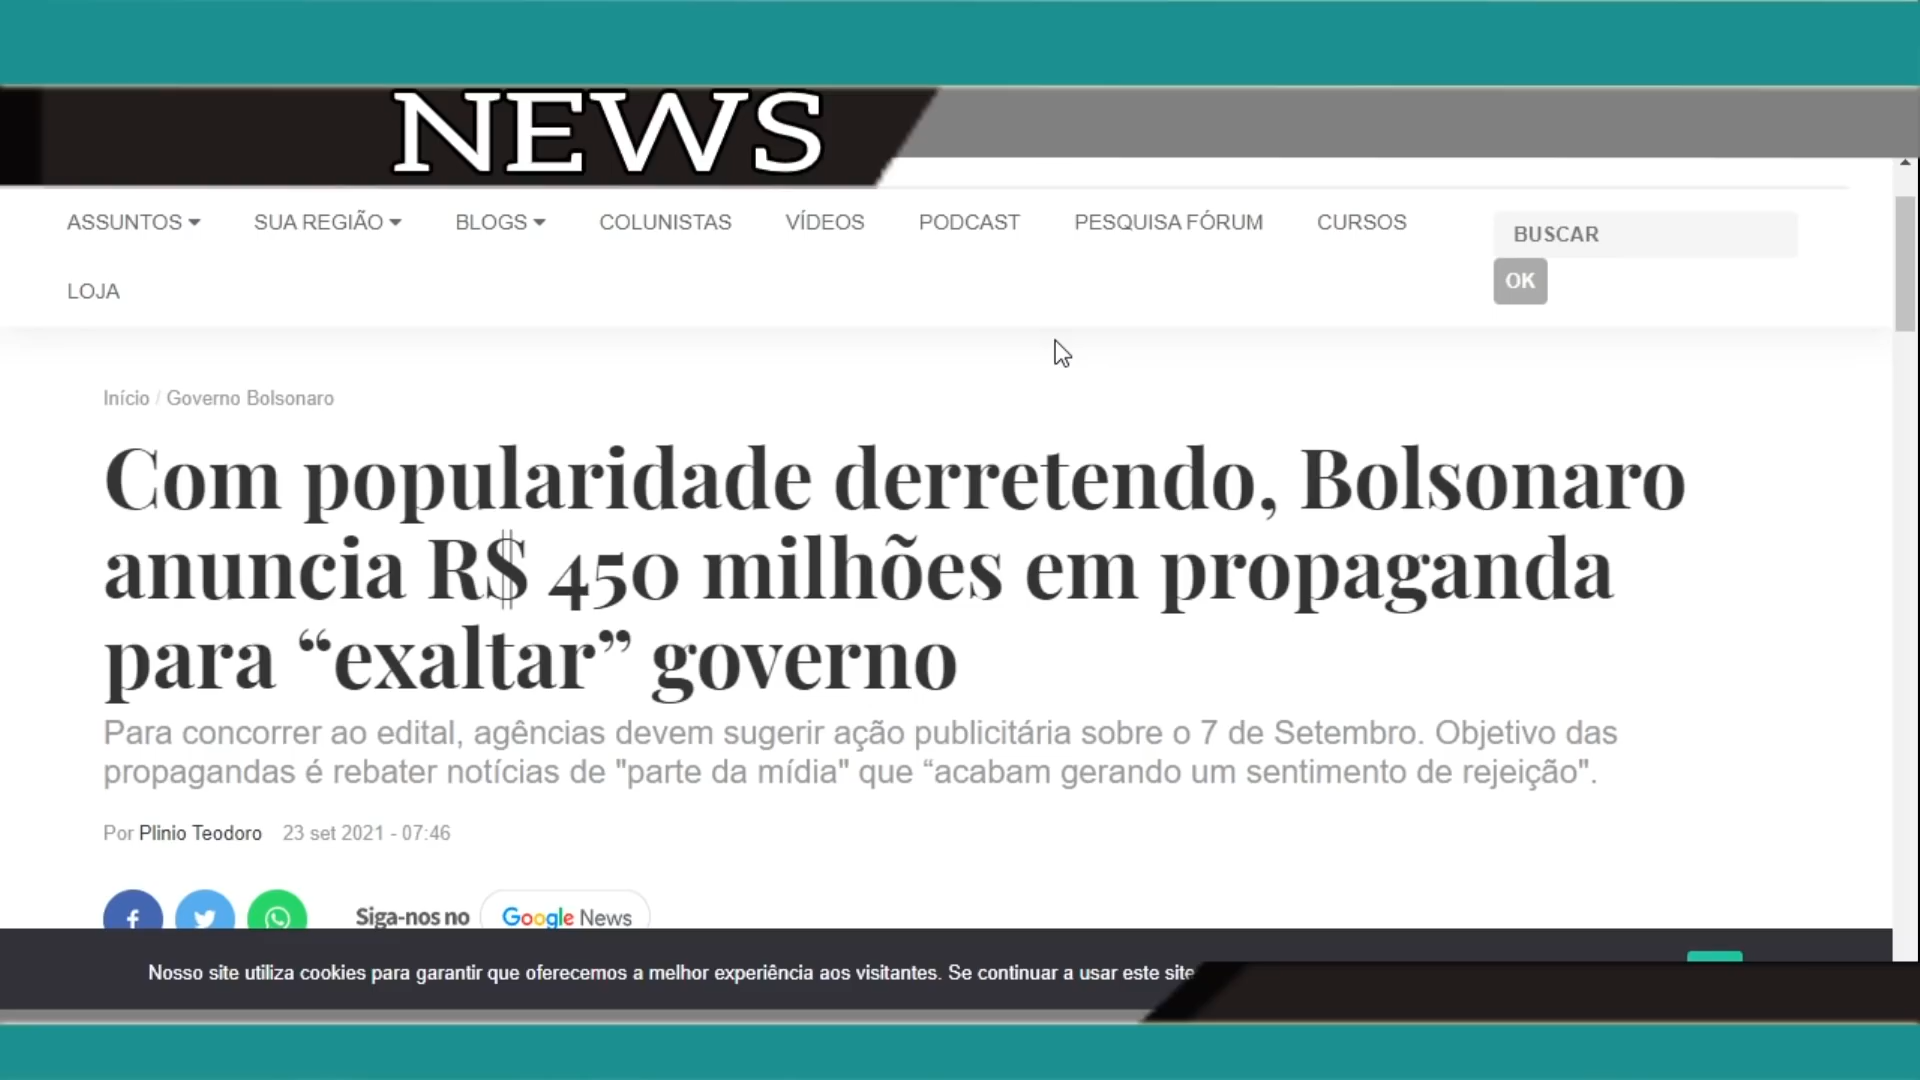 NEWS
ASSUNTOS SUA REGIÃO BLOGS COLUNISTAS VÍDEOS PODCAST PESQUISA FÓRUM CURSOS
BUSCAR
OK
LOJA
Início / Governo Bolsonaro
Com popularidade derretendo, Bolsonaro
anuncia R$ 450 milhões em propaganda
para “exaltar” governo
Para concorrer ao edital, agências devem sugerir ação publicitária sobre o 7 de Setembro. Objetivo das
propagandas é rebater notícias de "parte da mídia" que “acabam gerando um sentimento de rejeição".
Por Plinio Teodoro 23 set 2021 - 07:46
Siga-nos no Google News
Nosso site utiliza cookies para garantir que oferecemos a melhor experiência aos visitantes. Se continuar a usar este site